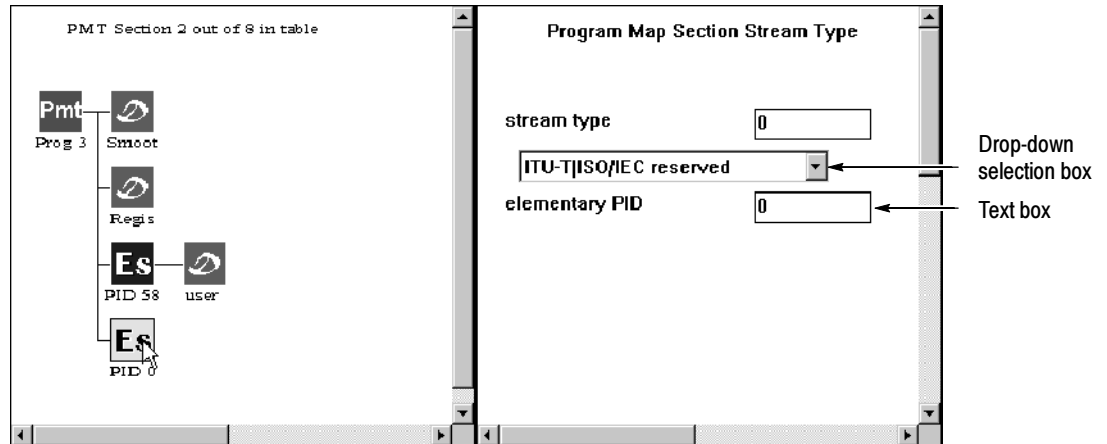 PMT Section 2 out of 8 in table
Pmt
Prog 3
Smoot
Regis
Es
PID 58
user
Es
PID 0
Program Map Section Stream Type
stream type
0
ITU-T|ISO/IEC reserved
elementary PID
0
Drop-down
selection box
Text box